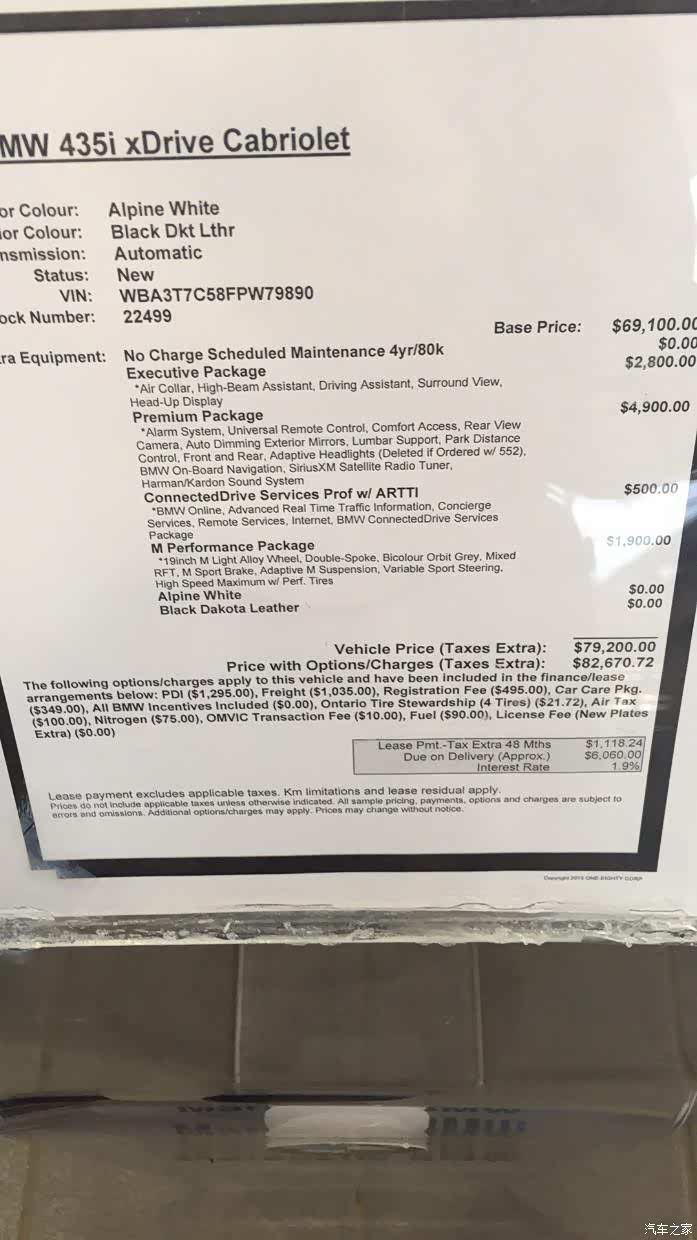 MW 435i xDrive Cabriolet
or Colour: Alpine White
ior Colour: Black Dkt Lthr
nsmission: Automatic
Status: New
VIN: WBA3T7C58FPW79890
ock Number: 22499
Base Price: $69,100.00
ra Equipment: No Charge Scheduled Maintenance 4yr/80k $0.00
Executive Package $2,800.00
*Air Collar, High-Beam Assistant, Driving Assistant, Surround View,
Head-Up Display
Premium Package $4,900.00
*Alarm System, Universal Remote Control, Comfort Access, Rear View
Camera, Auto Dimming Exterior Mirrors, Lumbar Support, Park Distance
Control, Front and Rear, Adaptive Headlights (Deleted if Ordered w/ 552),
BMW On-Board Navigation, SiriusXM Satellite Radio Tuner,
Harman/Kardon Sound System
ConnectedDrive Services Prof w/ ARTTI $500.00
*BMW Online, Advanced Real Time Traffic Information, Concierge
Services, Remote Services, Internet, BMW ConnectedDrive Services
Package
M Performance Package $1,900.00
*19inch M Light Alloy Wheel, Double-Spoke, Bicolour Orbit Grey, Mixed
RFT, M Sport Brake, Adaptive M Suspension, Variable Sport Steering,
High Speed Maximum w/ Perf. Tires
Alpine White $0.00
Black Dakota Leather $0.00
Vehicle Price (Taxes Extra): $79,200.00
Price with Options/Charges (Taxes Extra): $82,670.72
The following options/charges apply to this vehicle and have been included in the finance/lease
arrangements below: PDI ($1,295.00), Freight ($1,035.00), Registration Fee ($495.00), Car Care Pkg.
($349.00), All BMW Incentives Included ($0.00), Ontario Tire Stewardship (4 Tires) ($21.72), Air Tax
($100.00), Nitrogen ($75.00), OMVIC Transaction Fee ($10.00), Fuel ($90.00), License Fee (New Plates
Extra) ($0.00)
Lease Pmt.-Tax Extra 48 Mths $1,118.24
Due on Delivery (Approx.) $6,060.00
Interest Rate 1.9%
Lease payment excludes applicable taxes. Km limitations and lease residual apply.
Prices do not include applicable taxes unless otherwise indicated. All sample pricing, payments, options and charges are subject to
errors and omissions. Additional options/charges may apply. Prices may change without notice.
Copyright 2015 ONE-EIGHTY CORP
汽车之家